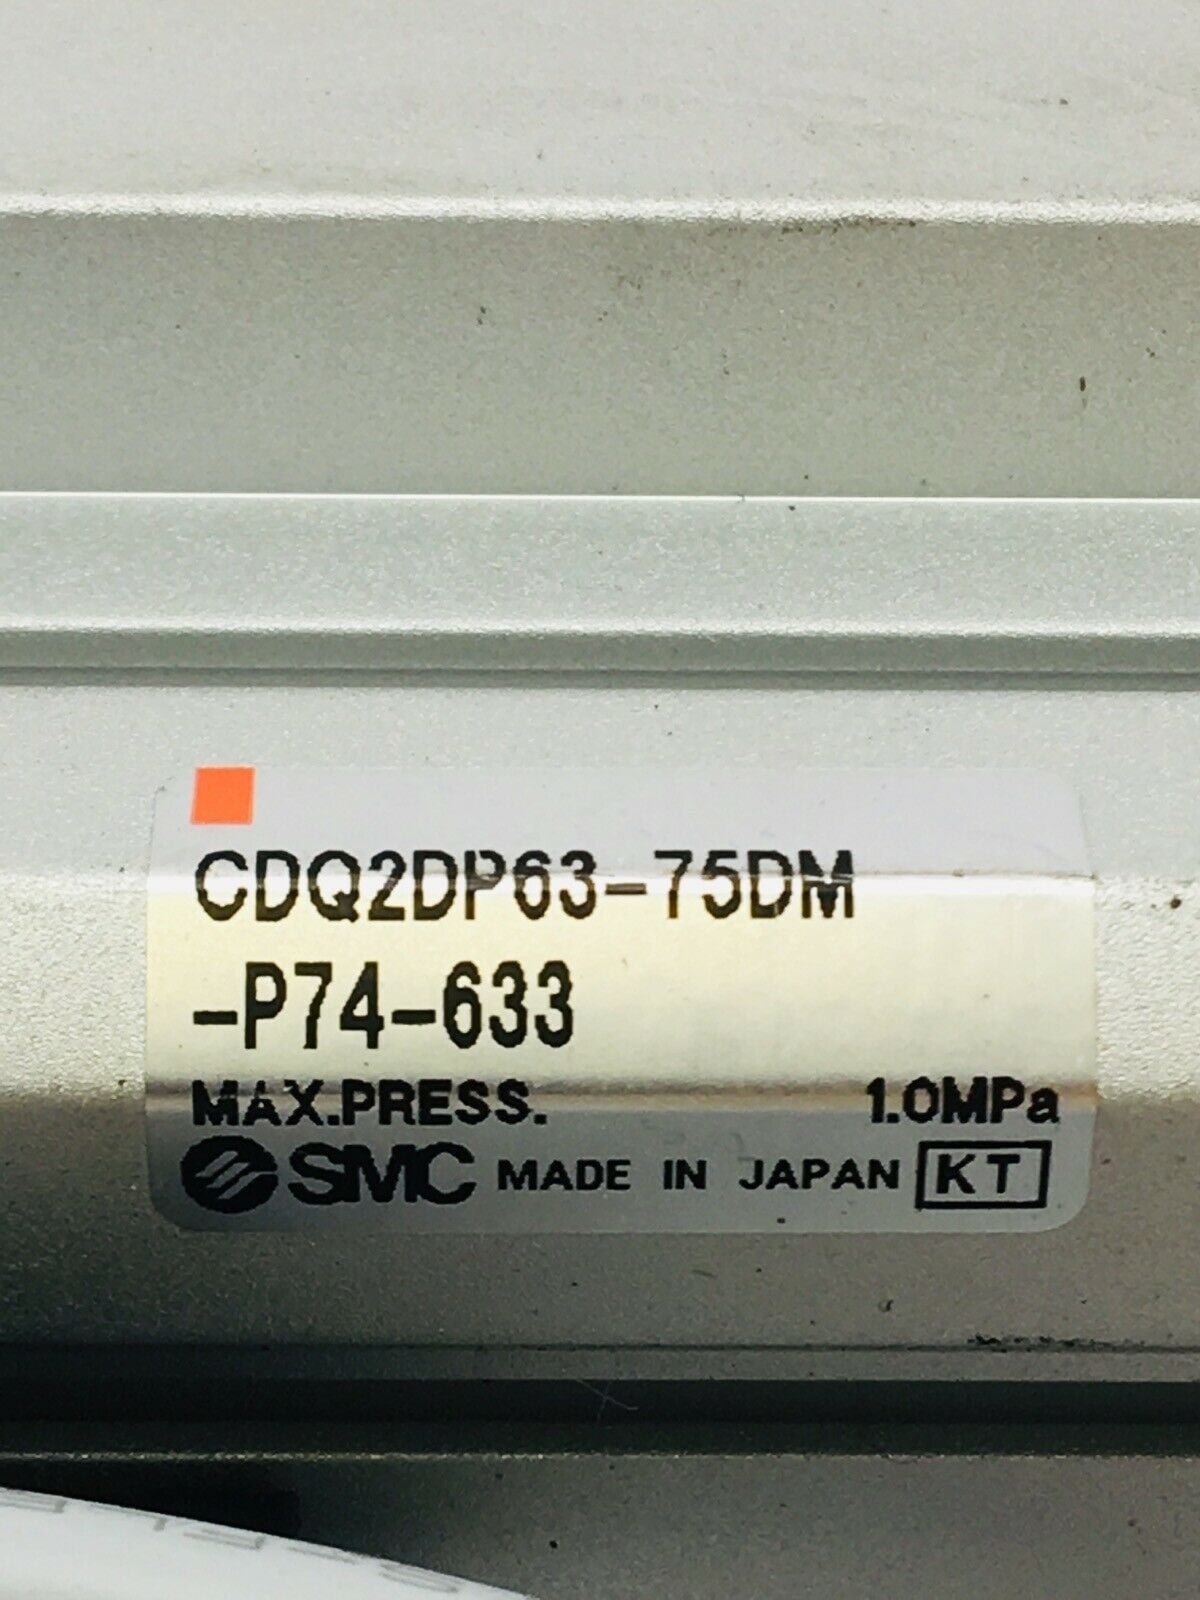 CDQ2DP63-75DM
-P74-633
MAX.PRESS. 1.0MPa
SMC MADE IN JAPAN KT